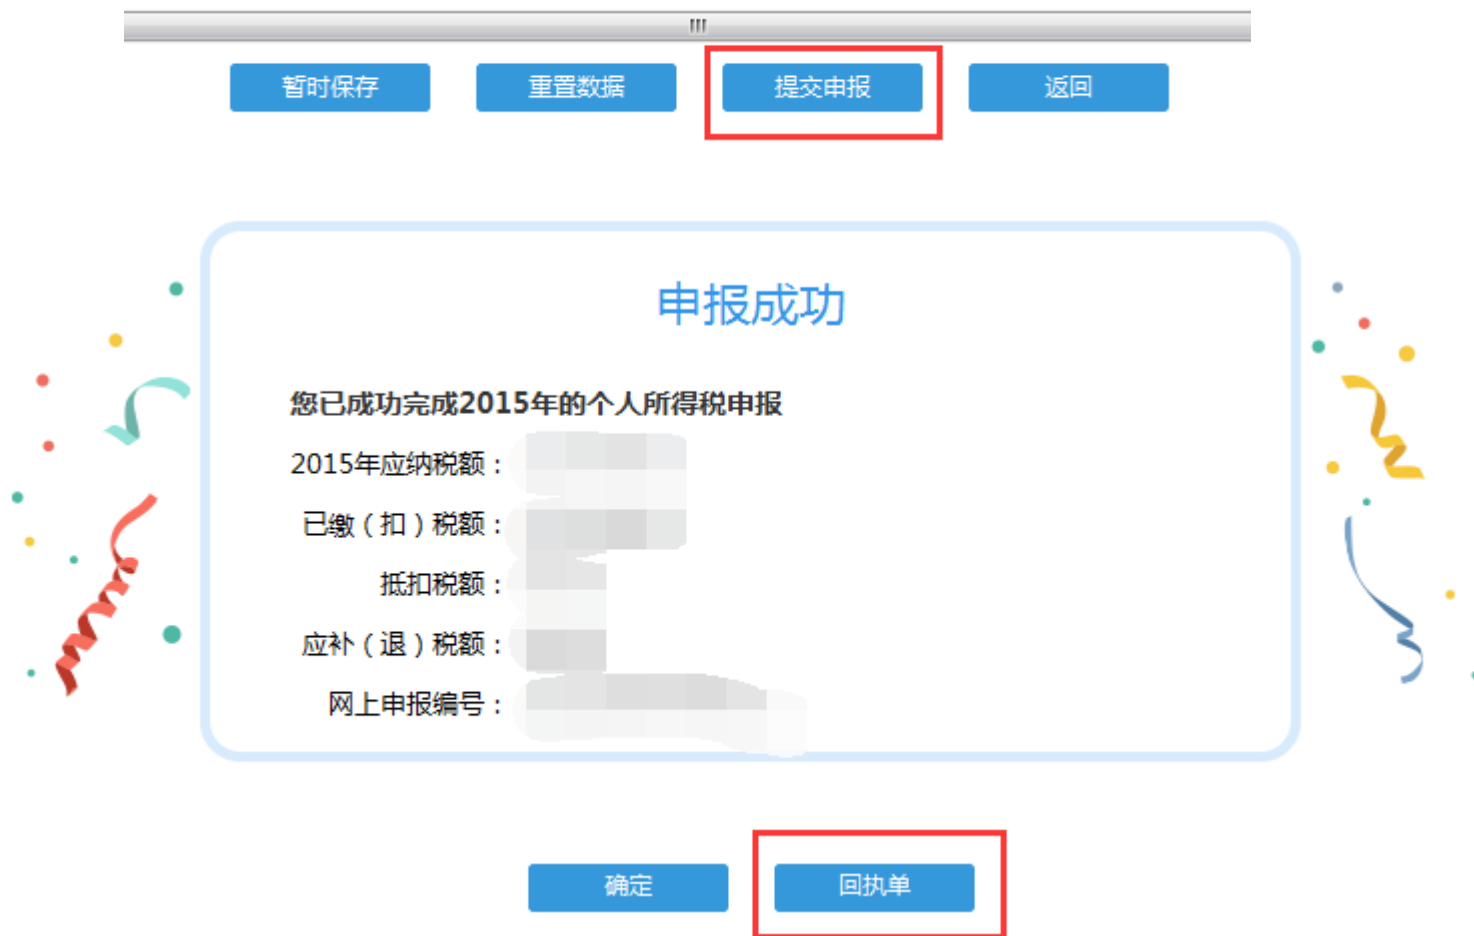 暂时保存 重置数据 提交申报 返回
申报成功
您已成功完成2015年的个人所得税申报
2015年应纳税额：
已缴（扣）税额：
抵扣税额：
应补（退）税额：
网上申报编号：
确定 回执单